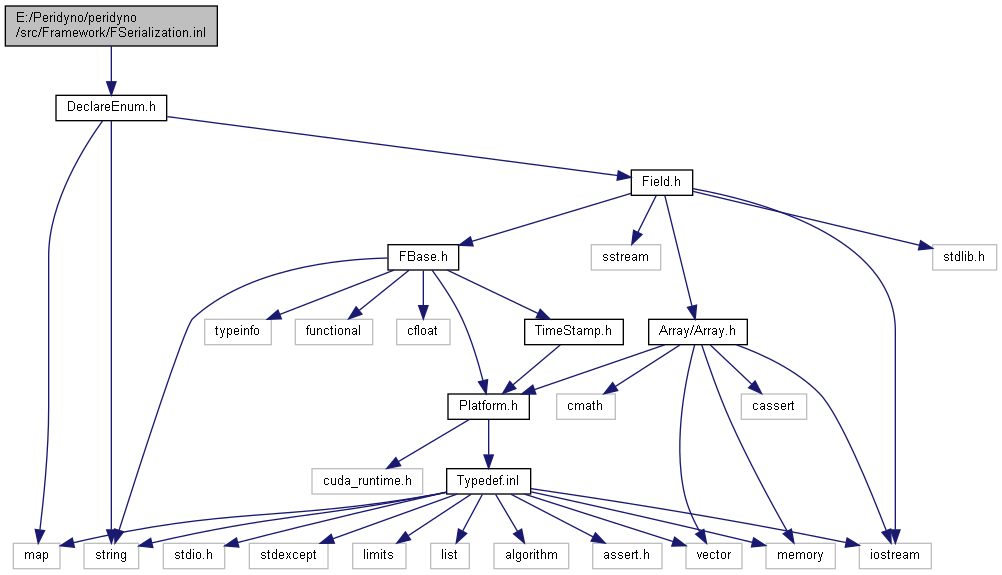 E:/Peridyno/peridyno
/src/Framework/FSerialization.inl
DeclareEnum.h
Field.h
FBase.h
sstream
stdlib.h
typeinfo
functional
cfloat
TimeStamp.h
Array/Array.h
Platform.h
cmath
cassert
cuda_runtime.h
Typedef.inl
map
string
stdio.h
stdexcept
limits
list
algorithm
assert.h
vector
memory
iostream